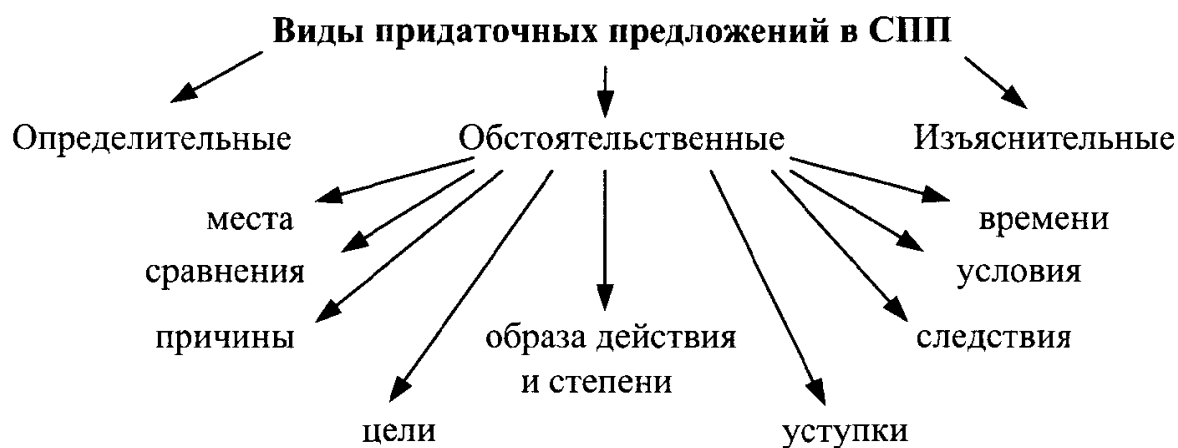 Виды придаточных предложений в СПП
Определительные Обстоятельственные Изъяснительные
места времени
сравнения условия
причины образа действия следствия
и степени
цели уступки